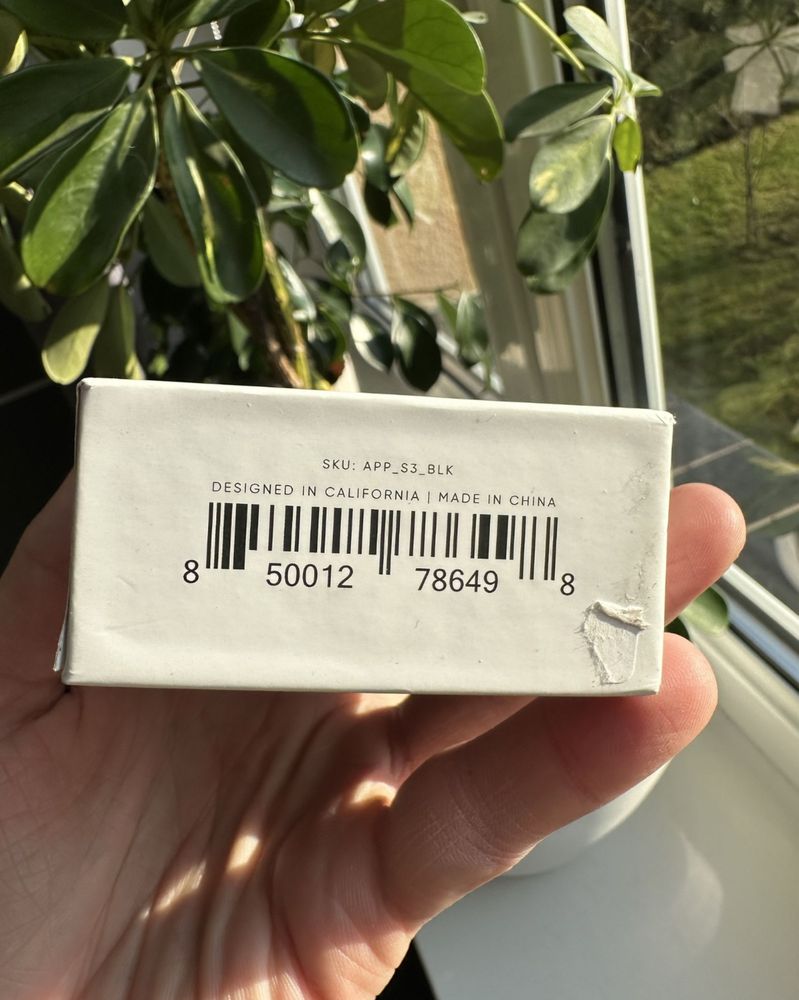 SKU: APP_S3_BLK
DESIGNED IN CALIFORNIA | MADE IN CHINA
8 50012 78649 8